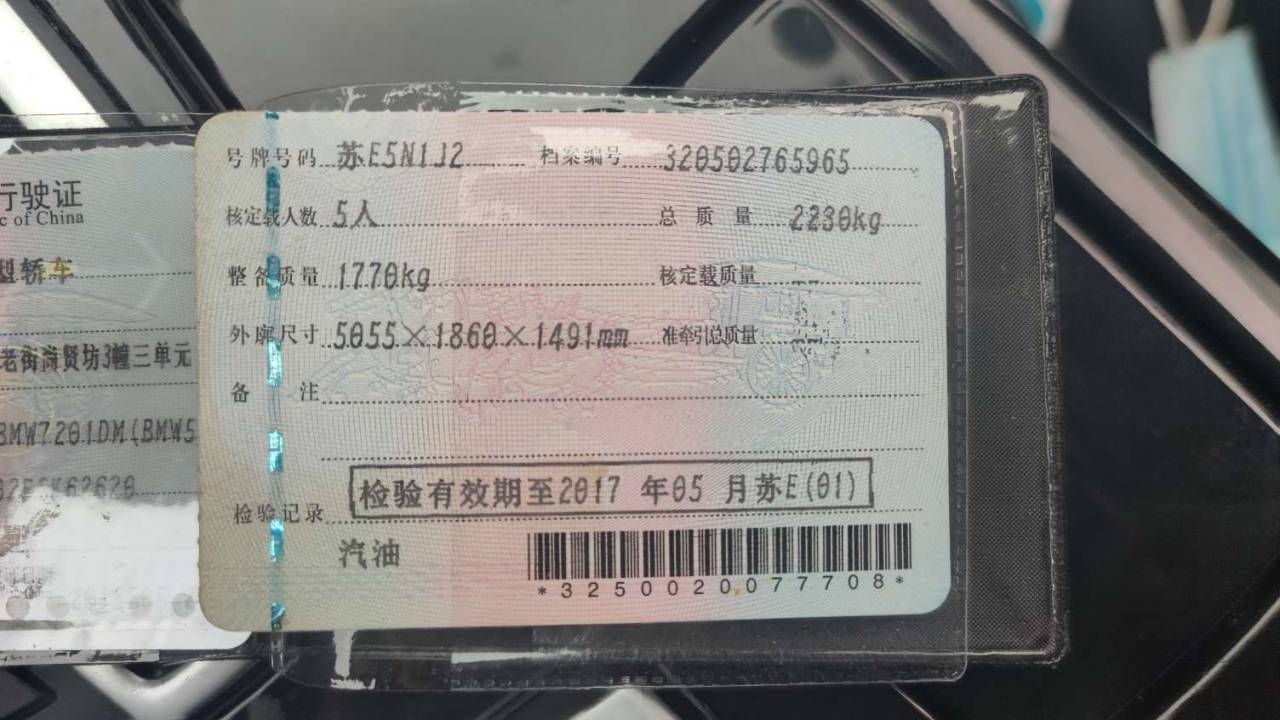 行驶证
c of China
型轿车
老街尚贤坊3幢三单元
BMW7201DM(BMW5
号牌号码 苏E5N1J2 档案编号 320502765965
核定载人数 5人 总质量 2230kg
整备质量 1770kg 核定载质量 --
外廓尺寸 5055×1860×1491mm 准牵引总质量 --
备注
检验记录 检验有效期至2017 年05 月苏E(01)
汽油
*3250020077708*